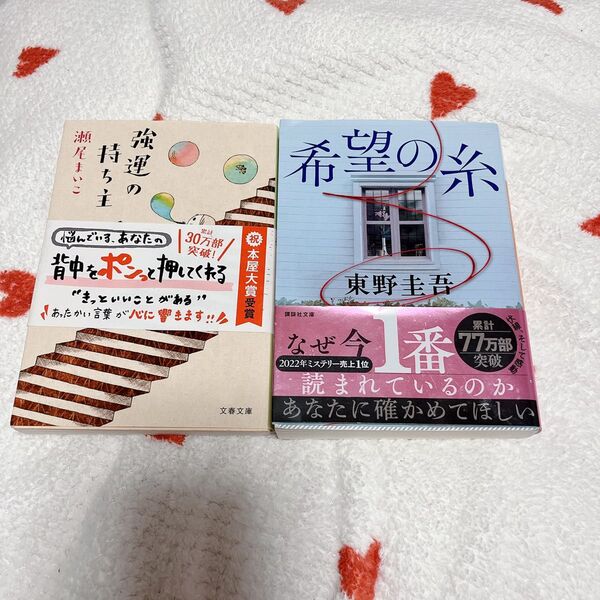 強運の
持ち主
瀬尾まいこ
悩んでいる、あなたの
背中をポンっと押してくれる
"きっといいことがある"
あったかい言葉が心に響きます!!
累計
30万部
突破!
祝
本屋大賞受賞
文春文庫
希望の糸
東野圭吾
講談社文庫
なぜ今
1番
2022年ミステリー売上1位
読まれているのか
あなたに確かめてほしい
累計
77万部
突破